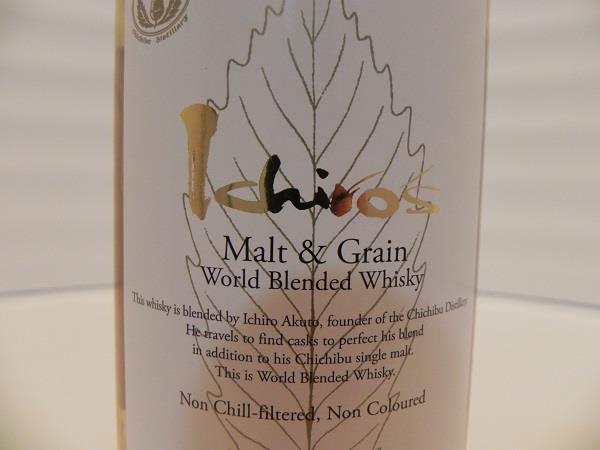 Chichibu Distillery
Ichiro's
Malt & Grain
World Blended Whisky
This whisky is blended by Ichiro Akuto, founder of the Chichibu Distillery.
He travels to find casks to perfect his blend
in addition to his Chichibu single malt.
This is World Blended Whisky.
Non Chill-filtered, Non Coloured